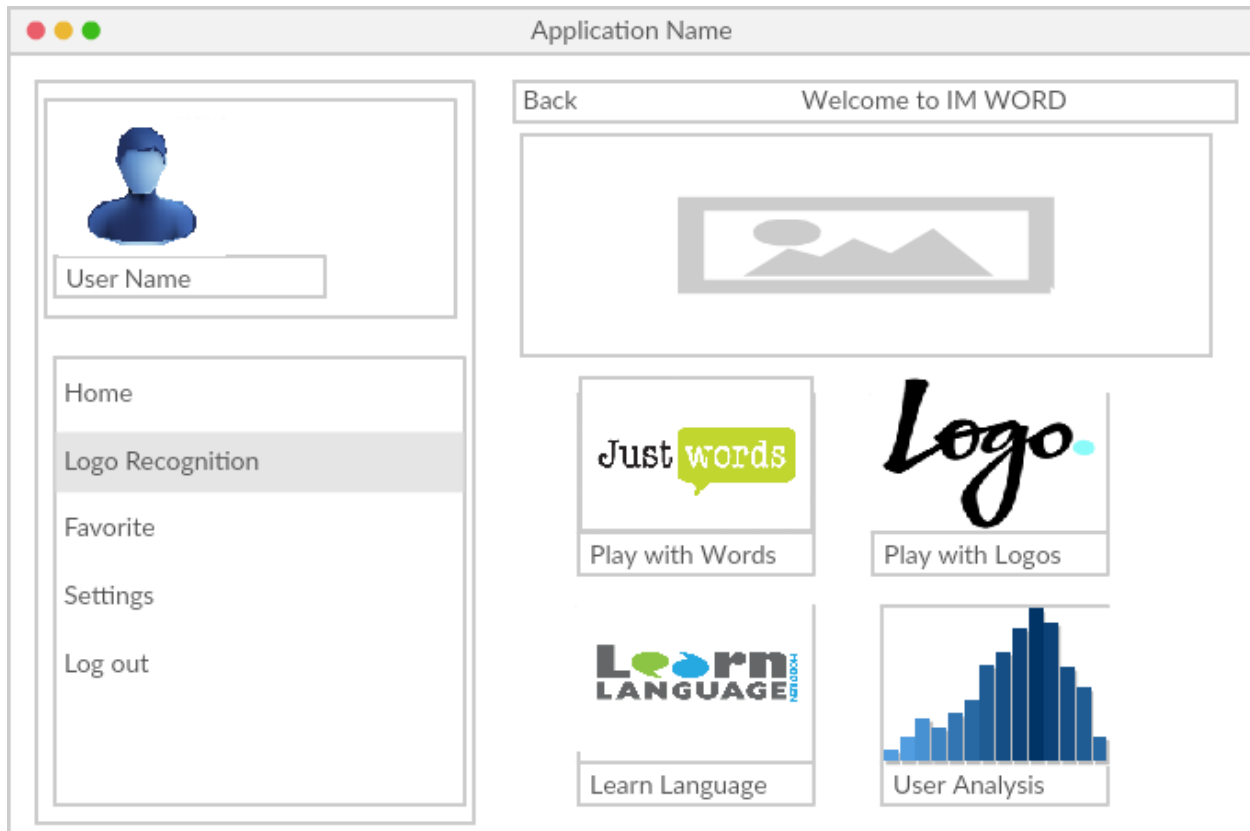 Application Name
User Name
Home
Logo Recognition
Favorite
Settings
Log out
Back
Welcome to IM WORD
Just words
Play with Words
Logo
Play with Logos
Learn
LANGUAGE
Learn Language
User Analysis